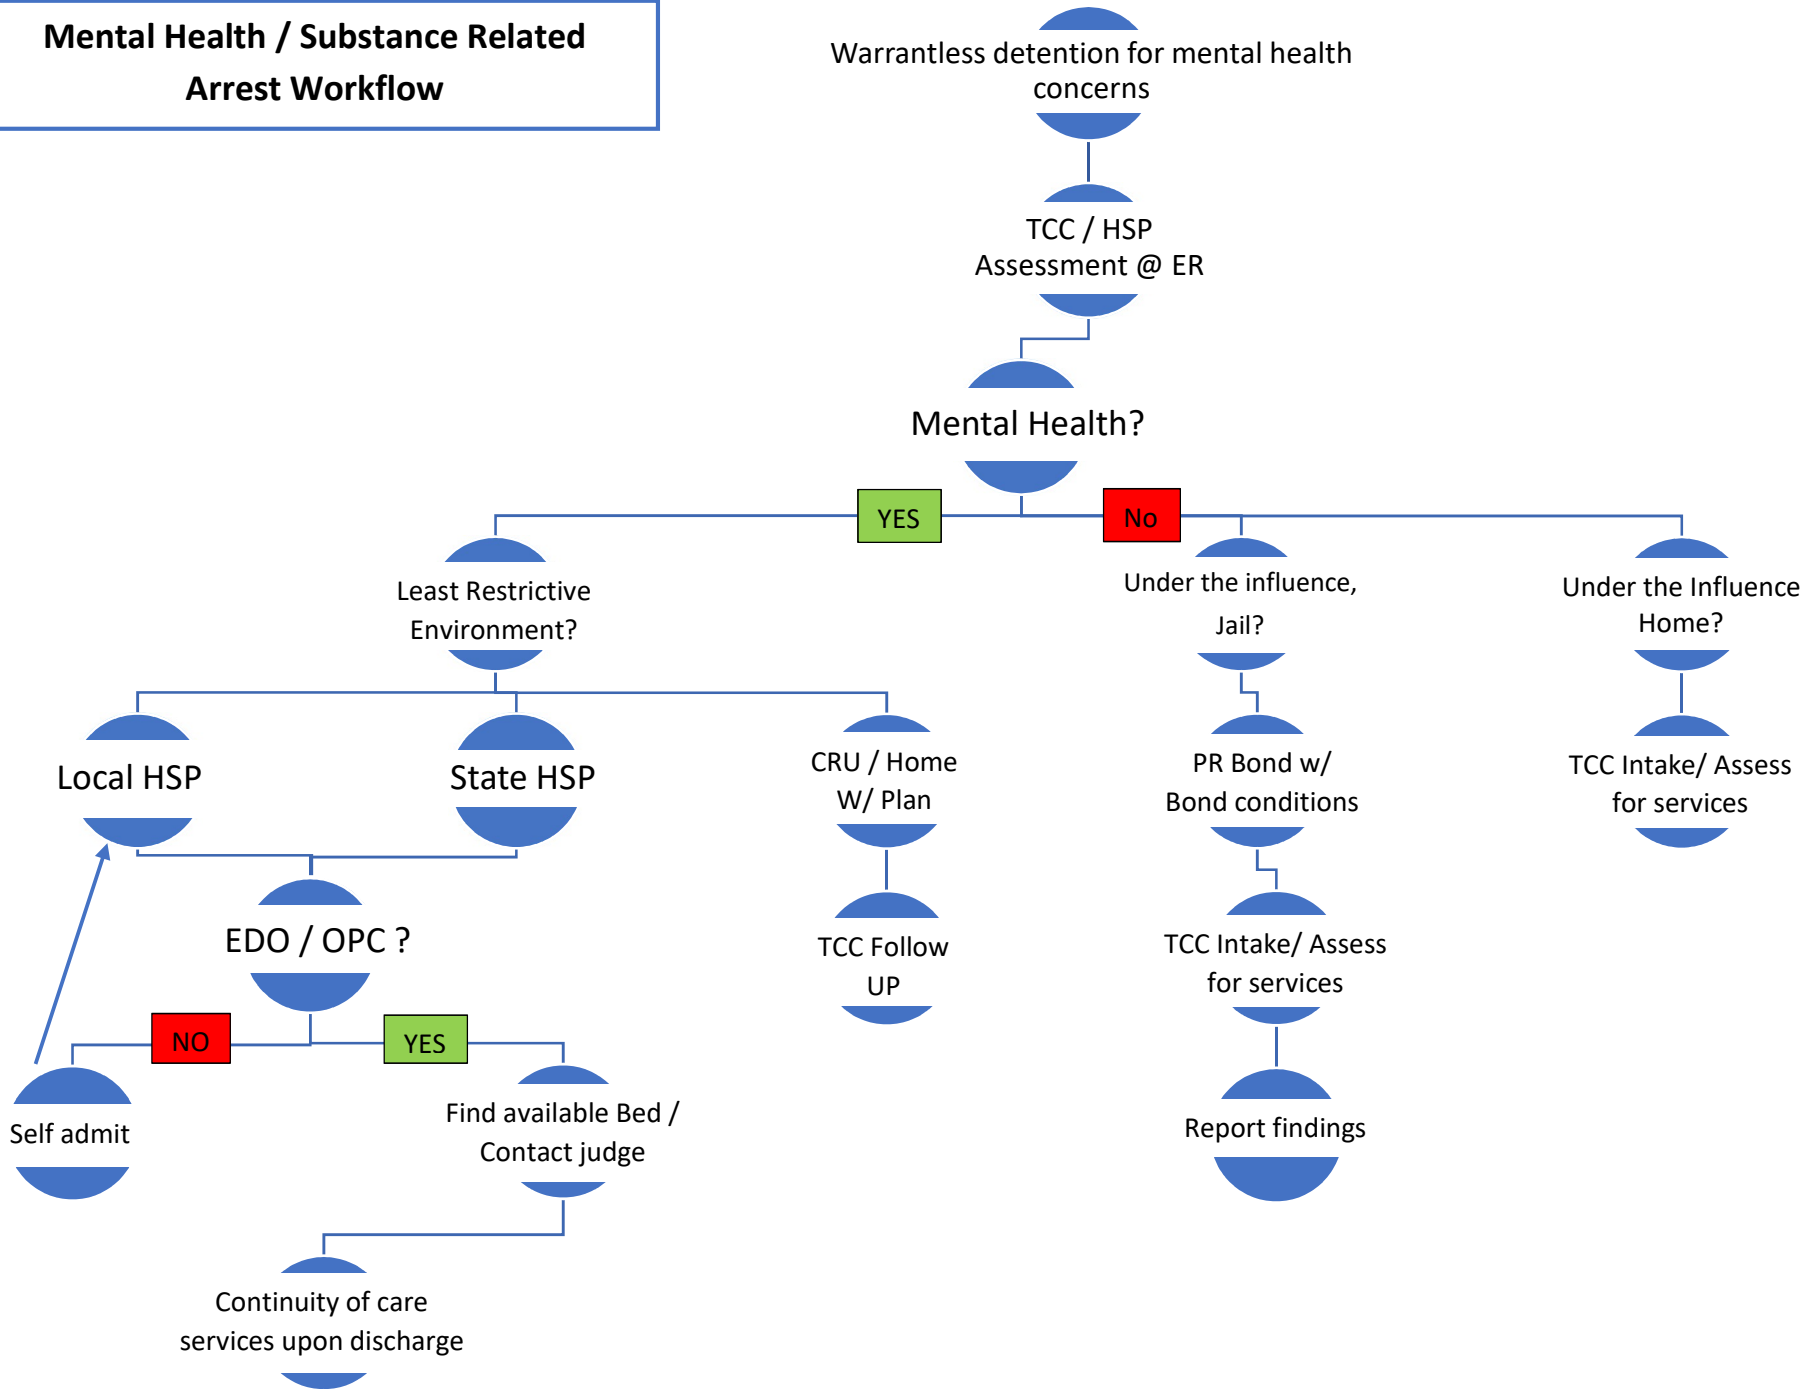 Mental Health / Substance Related
Arrest Workflow
Warrantless detention for mental health
concerns
TCC / HSP
Assessment @ ER
Mental Health?
YES
No
Least Restrictive
Environment?
Under the influence,
Jail?
Under the Influence
Home?
Local HSP
State HSP
CRU / Home
W/ Plan
PR Bond w/
Bond conditions
TCC Intake/ Assess
for services
EDO / OPC ?
TCC Follow
UP
TCC Intake/ Assess
for services
NO
YES
Self admit
Find available Bed /
Contact judge
Report findings
Continuity of care
services upon discharge